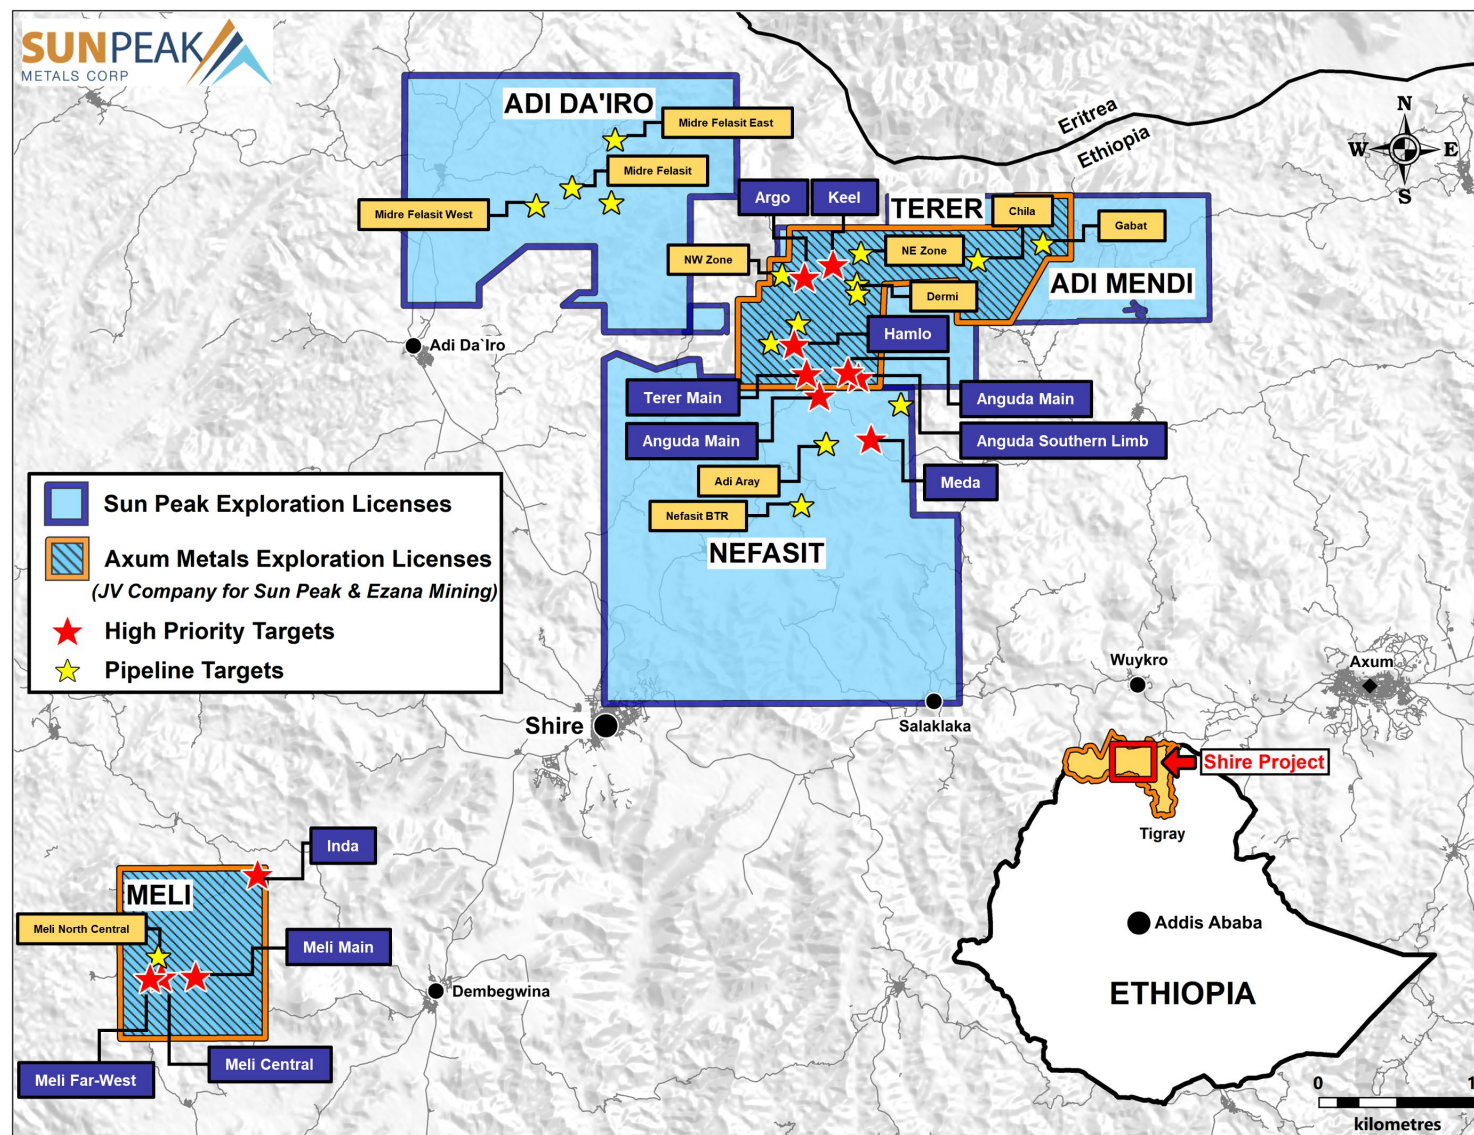 SUNPEAK
METALS CORP
ADI DA'IRO
Midre Felasit East
Midre Felasit
Midre Felasit West
Eritrea
Ethiopia
N
W
E
S
Argo
Keel
TERER
Chila
Gabat
NW Zone
NE Zone
ADI MENDI
Dermi
Hamlo
Adi Da`Iro
Terer Main
Anguda Main
Anguda Main
Anguda Southern Limb
Adi Aray
Meda
Nefasit BTR
NEFASIT
Sun Peak Exploration Licenses
Axum Metals Exploration Licenses
(JV Company for Sun Peak & Ezana Mining)
High Priority Targets
Pipeline Targets
Wuykro
Axum
Shire
Salaklaka
Shire Project
Tigray
Inda
MELI
Meli North Central
Meli Main
Addis Ababa
Dembegwina
ETHIOPIA
Meli Central
Meli Far-West
0
kilometres